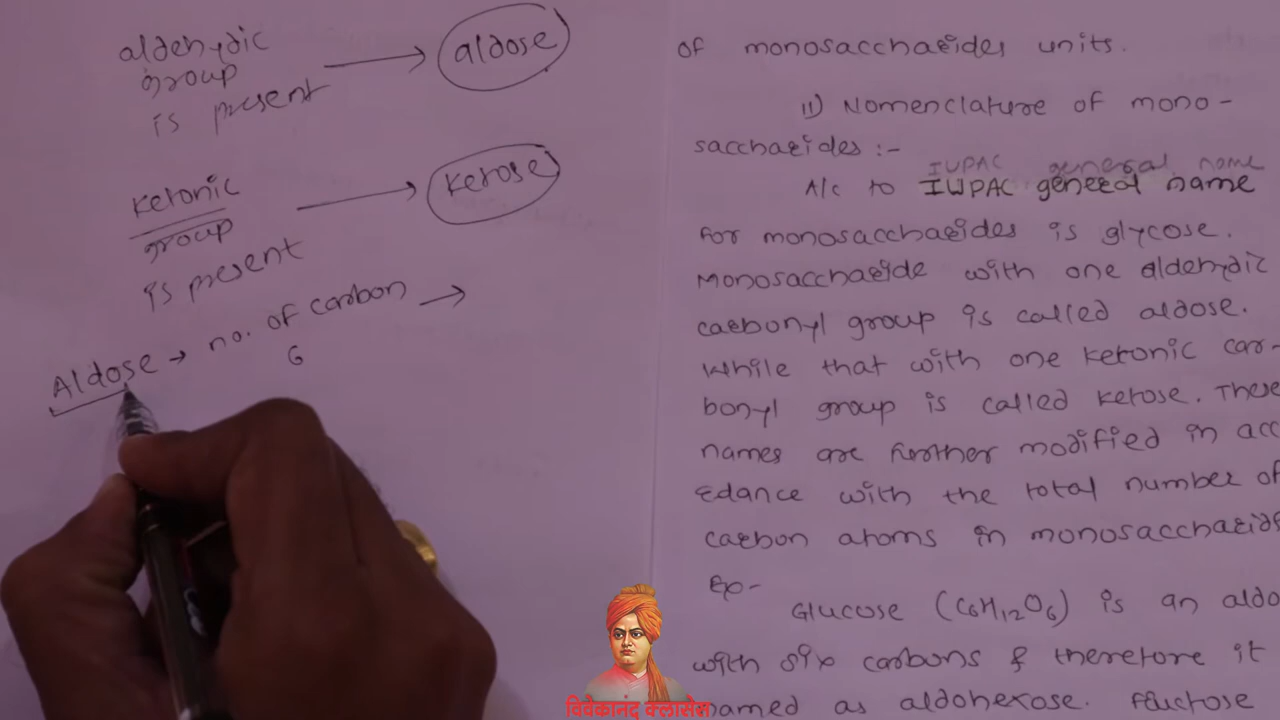 aldehydic
group
is present → aldose
ketonic
group
is present → ketose
Aldose → no. of carbon →
6
of monosaccharides units.
11) Nomenclature of mono-
saccharides :-
IUPAC general name
A/c to IUPAC general name
for monosaccharides is glycose.
Monosaccharide with one aldehydic
carbonyl group is called aldose.
While that with one ketonic car-
bonyl group is called ketose. These
names are further modified in acc
rdance with the total number of
carbon atoms in monosaccharids
Ep-
Glucose (C6H12O6) is an aldo
with six carbons & therefore it
named as aldohexose. Fructose
विवेकानंद क्लासेस